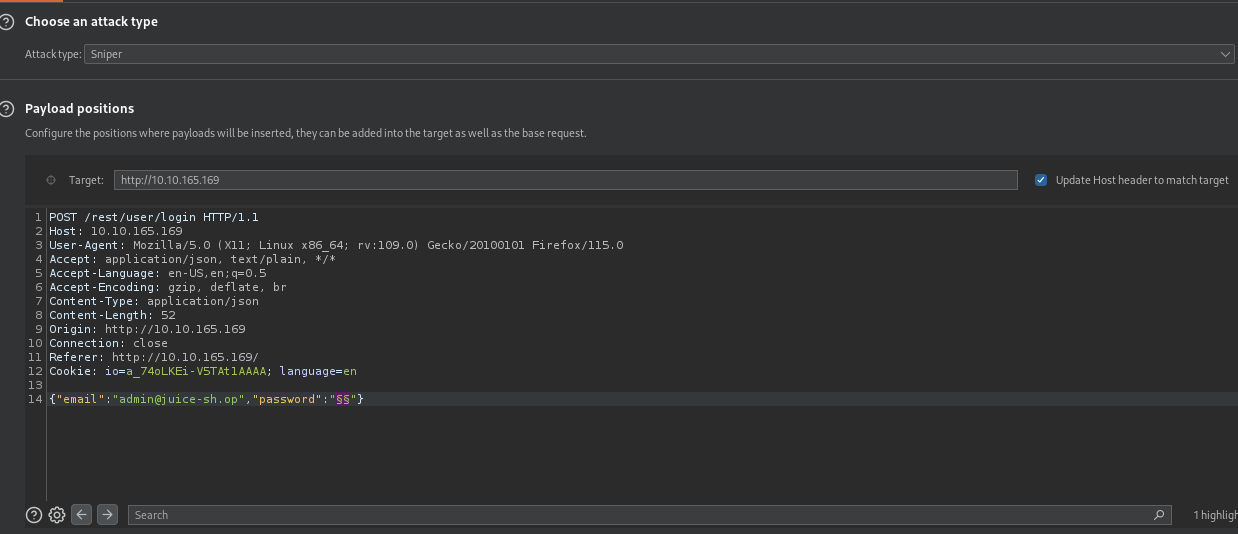 Choose an attack type
Attack type: Sniper
Payload positions
Configure the positions where payloads will be inserted, they can be added into the target as well as the base request.
Target: http://10.10.165.169 Update Host header to match target
1 POST /rest/user/login HTTP/1.1
2 Host: 10.10.165.169
3 User-Agent: Mozilla/5.0 (X11; Linux x86_64; rv:109.0) Gecko/20100101 Firefox/115.0
4 Accept: application/json, text/plain, */*
5 Accept-Language: en-US,en;q=0.5
6 Accept-Encoding: gzip, deflate, br
7 Content-Type: application/json
8 Content-Length: 52
9 Origin: http://10.10.165.169
10 Connection: close
11 Referer: http://10.10.165.169/
12 Cookie: io=a_74oLKEi-V5TAt1AAAA; language=en
13
14 {"email":"admin@juice-sh.op","password":"§§"}
Search
1 highligh